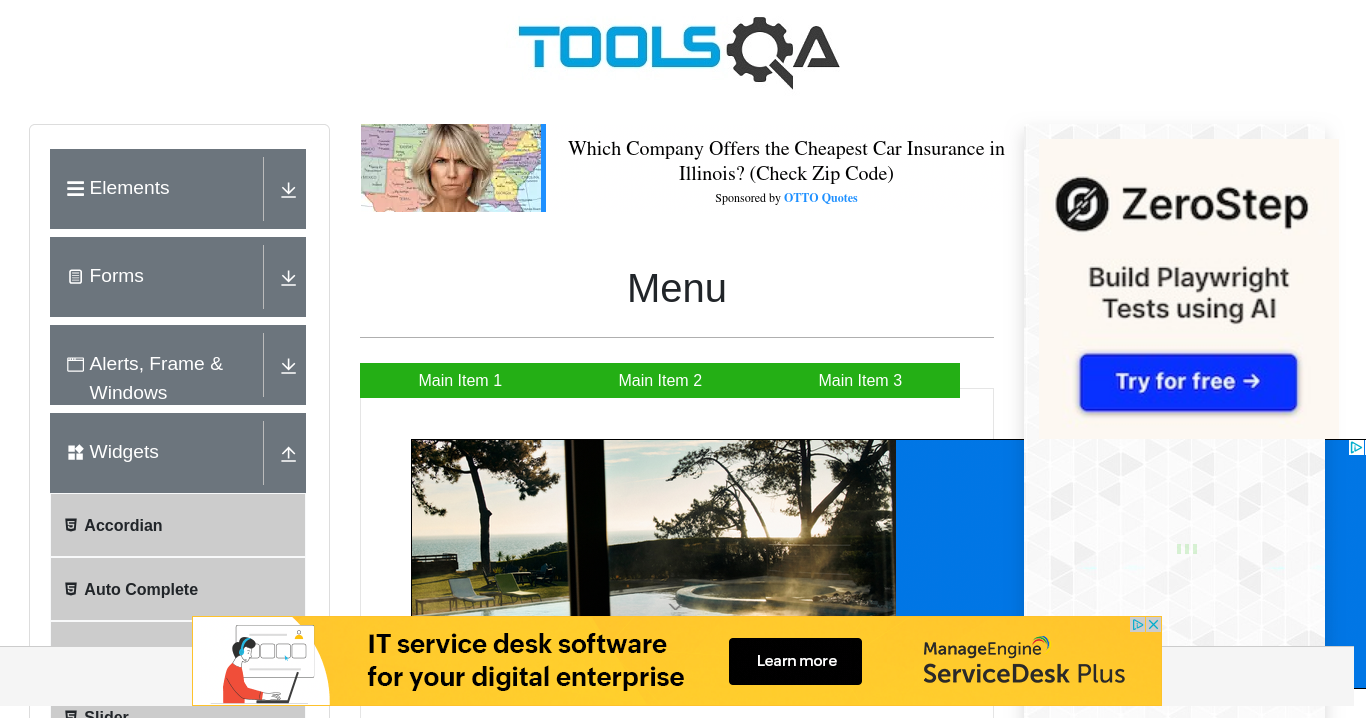 TOOLSQA
Elements
Forms
Alerts, Frame &
Windows
Widgets
Accordian
Auto Complete
Slider
Which Company Offers the Cheapest Car Insurance in
Illinois? (Check Zip Code)
Sponsored by OTTO Quotes
Menu
Main Item 1
Main Item 2
Main Item 3
ZeroStep
Build Playwright
Tests using AI
Try for free →
IT service desk software
for your digital enterprise
Learn more
ManageEngine
ServiceDesk Plus